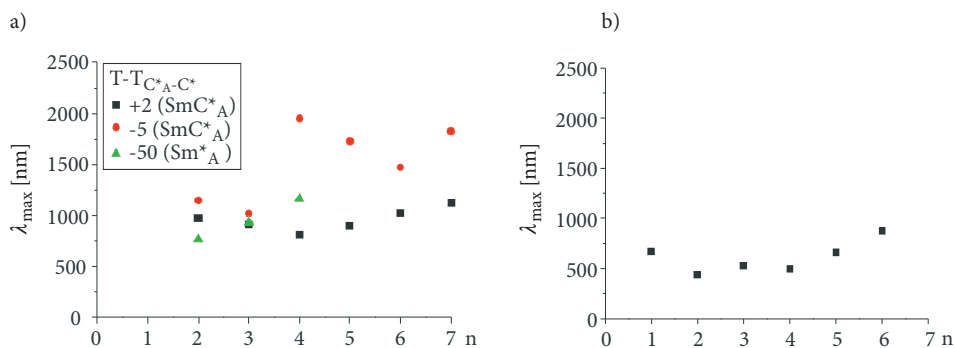 a)
b)
2500
2000
1500
1000
500
0
λmax [nm]
T-TC*A-C*
+2 (SmC*A)
-5 (SmC*A)
-50 (Sm*A )
0 1 2 3 4 5 6 7 n
2500
2000
1500
1000
500
0
λmax [nm]
0 1 2 3 4 5 6 7 n